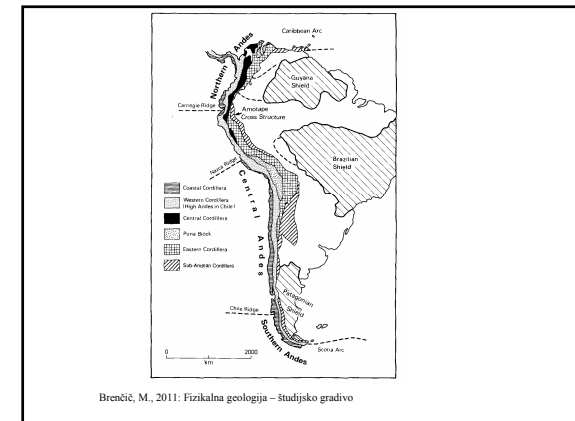 Caribbean Arc
Northern Andes
Guyana
Shield
Carnegie Ridge
Amotape
Cross Structure
Brazilian
Shield
Nazca Ridge
Central Andes
Coastal Cordillera
Western Cordillera
(High Andes in Chile)
Central Cordillera
Puna Block
Eastern Cordillera
Sub-Andean Cordillera
Patagonian
Shield
Chile Ridge
Southern Andes
Scotia Arc
0 2000
km
Brenčič, M., 2011: Fizikalna geologija – študijsko gradivo